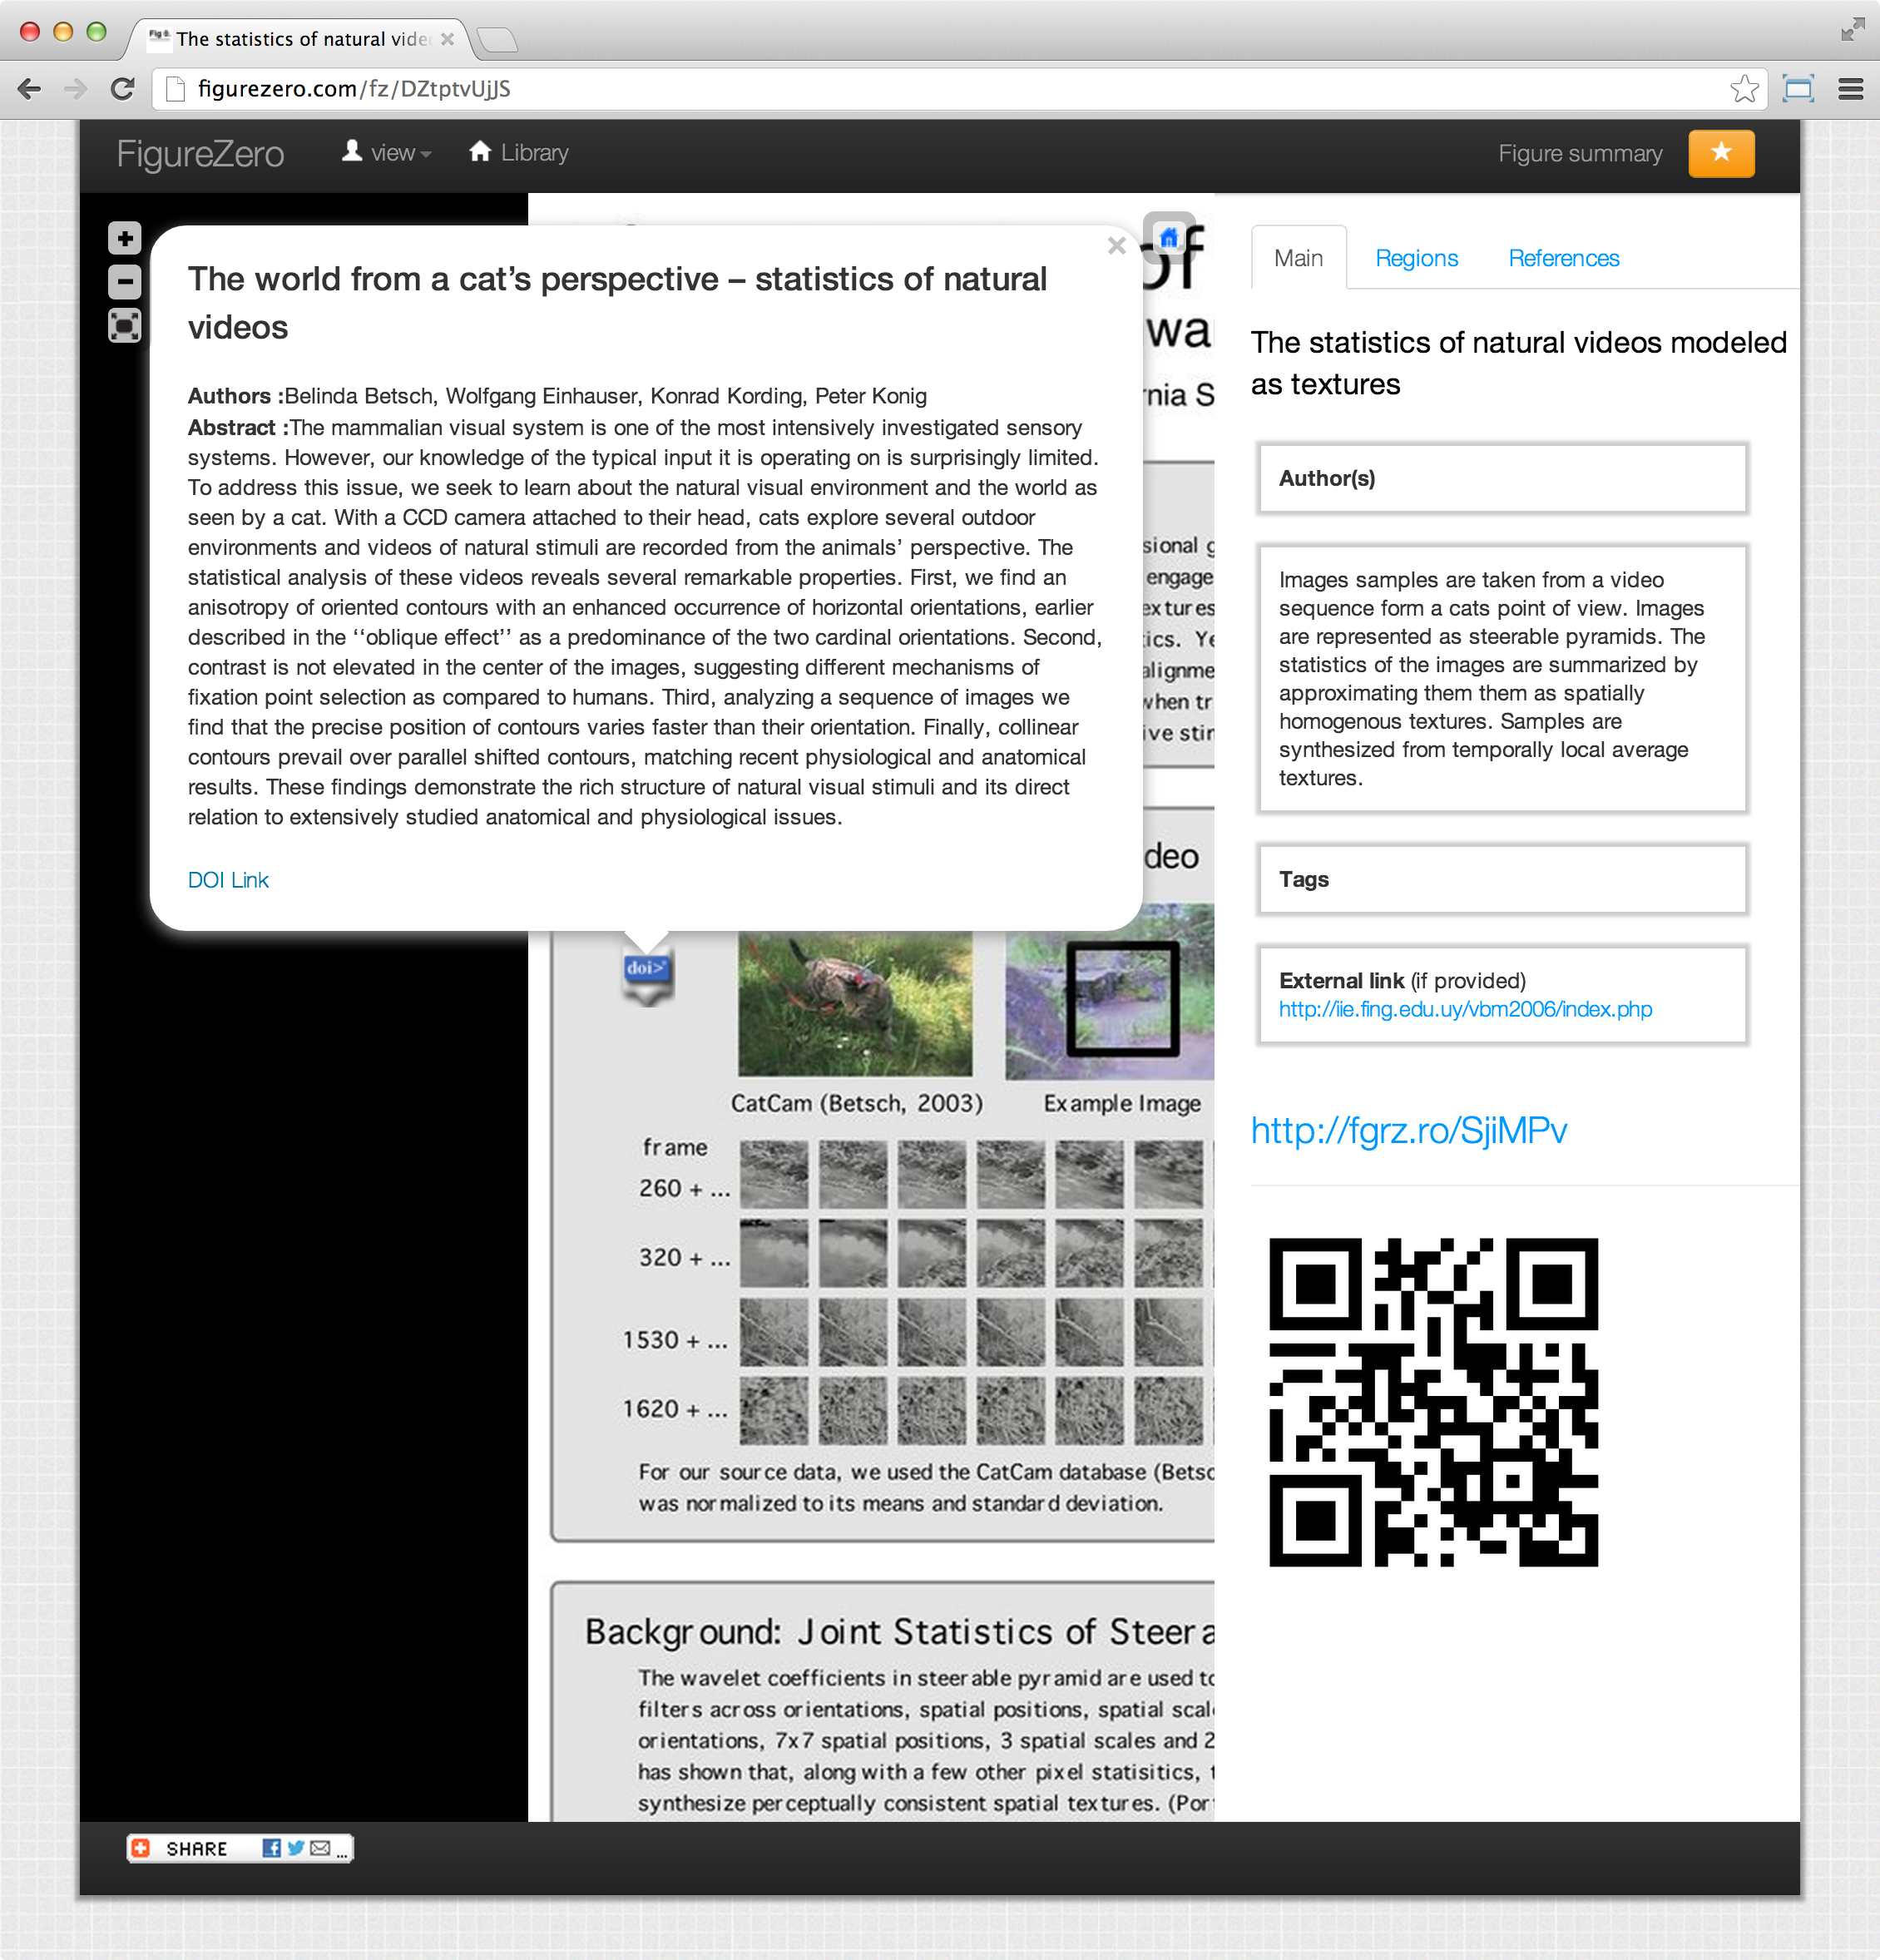 The statistics of natural vide
figurezero.com/fz/DZtptvUjJS
FigureZero
view
Library
Figure summary
The world from a cat’s perspective – statistics of natural
videos
Authors :Belinda Betsch, Wolfgang Einhauser, Konrad Kording, Peter Konig
Abstract :The mammalian visual system is one of the most intensively investigated sensory
systems. However, our knowledge of the typical input it is operating on is surprisingly limited.
To address this issue, we seek to learn about the natural visual environment and the world as
seen by a cat. With a CCD camera attached to their head, cats explore several outdoor
environments and videos of natural stimuli are recorded from the animals’ perspective. The
statistical analysis of these videos reveals several remarkable properties. First, we find an
anisotropy of oriented contours with an enhanced occurrence of horizontal orientations, earlier
described in the ‘‘oblique effect’’ as a predominance of the two cardinal orientations. Second,
contrast is not elevated in the center of the images, suggesting different mechanisms of
fixation point selection as compared to humans. Third, analyzing a sequence of images we
find that the precise position of contours varies faster than their orientation. Finally, collinear
contours prevail over parallel shifted contours, matching recent physiological and anatomical
results. These findings demonstrate the rich structure of natural visual stimuli and its direct
relation to extensively studied anatomical and physiological issues.
DOI Link
of
wa
rnia S
sional g
engage
extures
tics. Ye
alignme
when tr
ive stin
deo
doi>
CatCam (Betsch, 2003)
Example Image
frame
260 + ...
320 + ...
1530 + ...
1620 + ...
For our source data, we used the CatCam database (Betsc
was normalized to its means and standard deviation.
Background: Joint Statistics of Steera
The wavelet coefficients in steerable pyramid are used to
filters across orientations, spatial positions, spatial scal
orientations, 7x7 spatial positions, 3 spatial scales and 2
has shown that, along with a few other pixel statisitics, t
synthesize perceptually consistent spatial textures. (Por
Main
Regions
References
The statistics of natural videos modeled
as textures
Author(s)
Images samples are taken from a video
sequence form a cats point of view. Images
are represented as steerable pyramids. The
statistics of the images are summarized by
approximating them them as spatially
homogenous textures. Samples are
synthesized from temporally local average
textures.
Tags
External link (if provided)
http://iie.fing.edu.uy/vbm2006/index.php
http://fgrz.ro/SjiMPv
SHARE
...